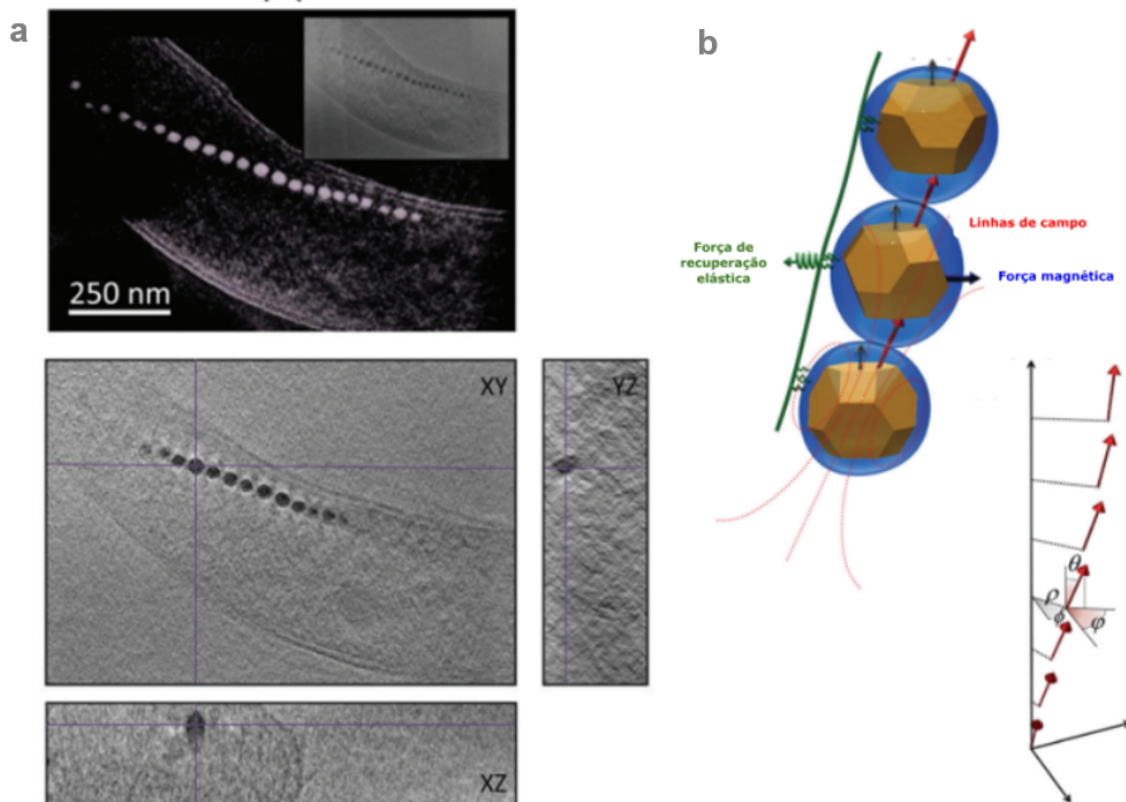 a
250 nm
XY
YZ
XZ
b
Linhas de campo
Força de
recuperação
elástica
Força magnética
θ
ρ
ϕ
φ